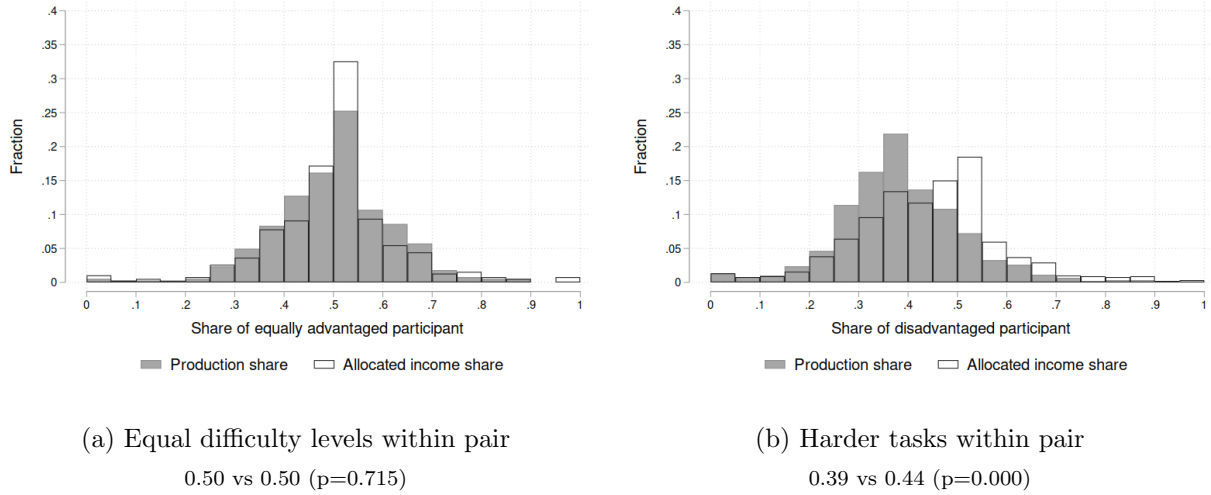 .4
.35
.3
.25
.2
.15
.1
.05
0
Fraction
0 .1 .2 .3 .4 .5 .6 .7 .8 .9 1
Share of equally advantaged participant
Production share Allocated income share
(a) Equal difficulty levels within pair
0.50 vs 0.50 (p=0.715)
.4
.35
.3
.25
.2
.15
.1
.05
0
Fraction
0 .1 .2 .3 .4 .5 .6 .7 .8 .9 1
Share of disadvantaged participant
Production share Allocated income share
(b) Harder tasks within pair
0.39 vs 0.44 (p=0.000)